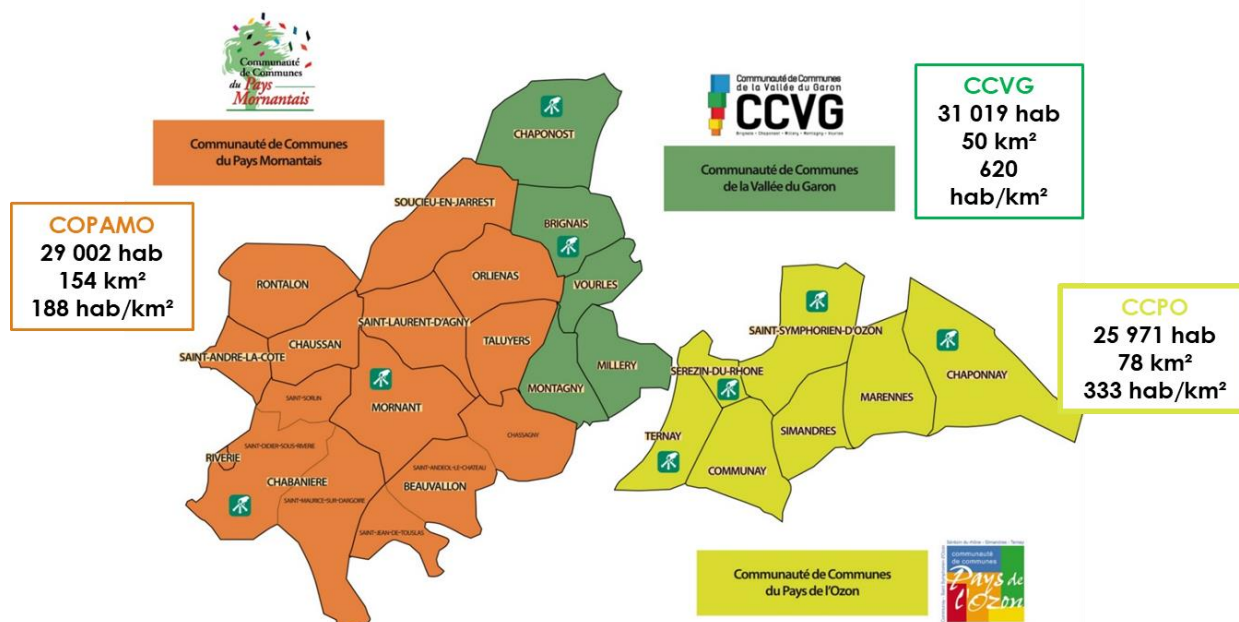 Communauté
de Communes
du Pays
Mornantais
Communauté de Communes
du Pays Mornantais
Communauté de Communes
de la Vallée du Garon
CCVG
Brignais • Chaponost • Millery • Montagny • Vourles
Communauté de Communes
de la Vallée du Garon
CCVG
31 019 hab
50 km²
620
hab/km²
COPAMO
29 002 hab
154 km²
188 hab/km²
CCPO
25 971 hab
78 km²
333 hab/km²
CHAPONOST
SOUCIEU-EN-JARREST
BRIGNAIS
ORLIENAS
VOURLES
RONTALON
SAINT-LAURENT-D'AGNY
SAINT-ANDRE-LA-COTE
CHAUSSAN
TALUYERS
MILLERY
MONTAGNY
SAINT-SORLIN
MORNANT
CHASSAGNY
SAINT-DIDIER-SOUS-RIVERIE
RIVERIE
CHABANIERE
SAINT-MAURICE-SUR-DARGOIRE
SAINT-ANDEOL-LE-CHATEAU
BEAUVALLON
SAINT-JEAN-DE-TOUSLAS
SAINT-SYMPHORIEN-D'OZON
SEREZIN-DU-RHONE
CHAPONNAY
MARENNES
SIMANDRES
TERNAY
COMMUNAY
Communauté de Communes
du Pays de l'Ozon
communauté
de communes
Pays de
l'Ozon